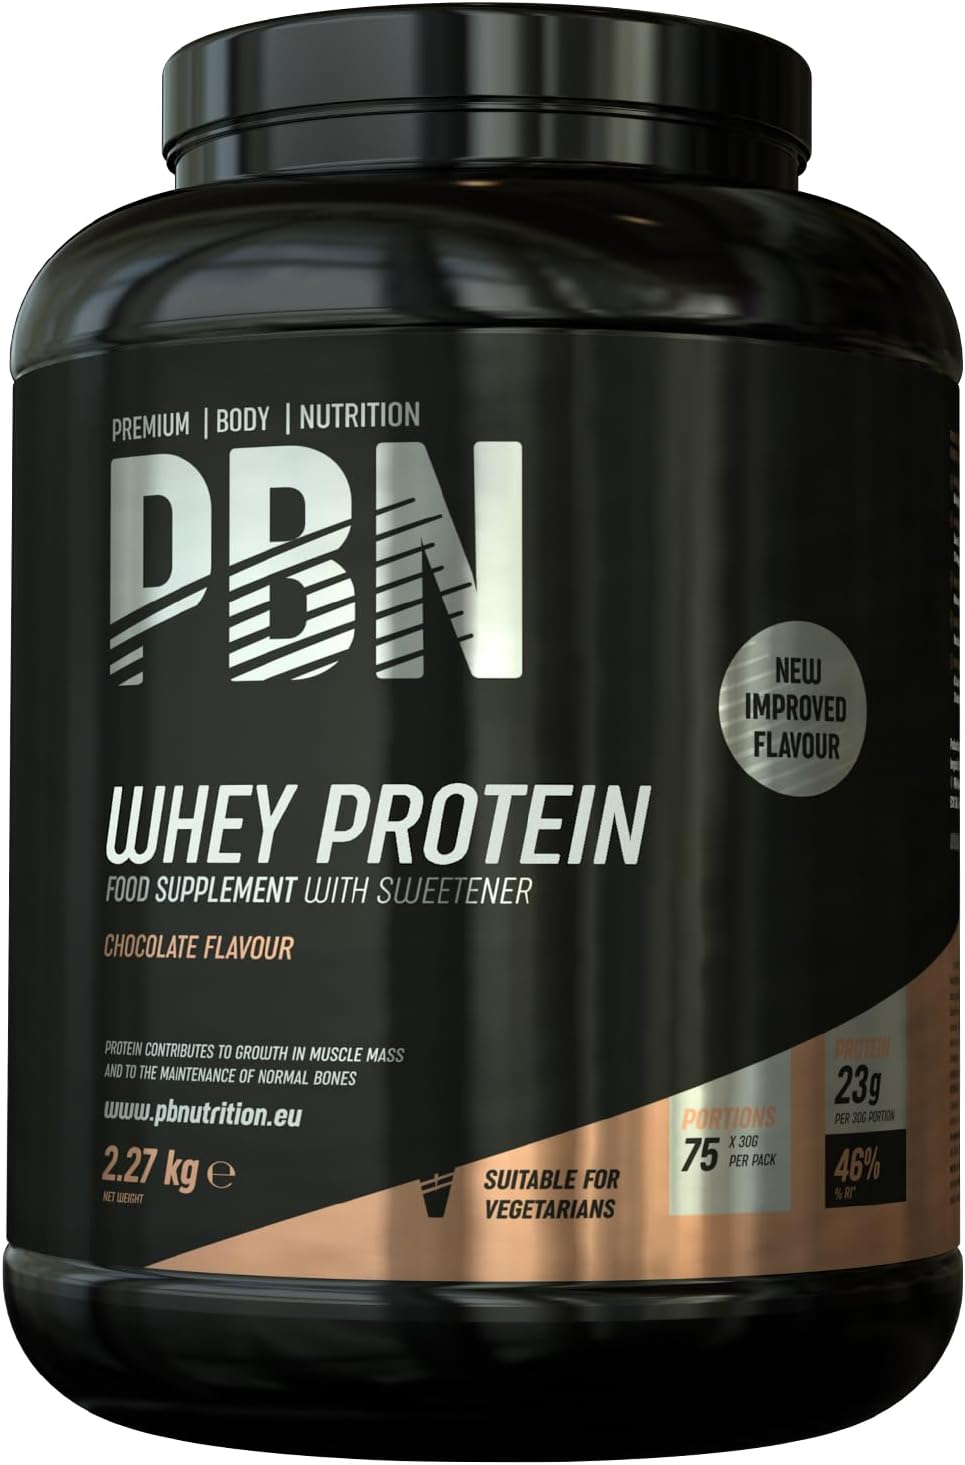 PREMIUM | BODY | NUTRITION
PBN
NEW
IMPROVED
FLAVOUR
WHEY PROTEIN
FOOD SUPPLEMENT WITH SWEETENER
CHOCOLATE FLAVOUR
PROTEIN CONTRIBUTES TO GROWTH IN MUSCLE MASS
AND TO THE MAINTENANCE OF NORMAL BONES
www.pbnutrition.eu
2.27 kg ℮
NET WEIGHT
SUITABLE FOR
VEGETARIANS
PORTIONS
75 X 30G
PER PACK
PROTEIN
23g
PER 30G PORTION
46%
% RI*